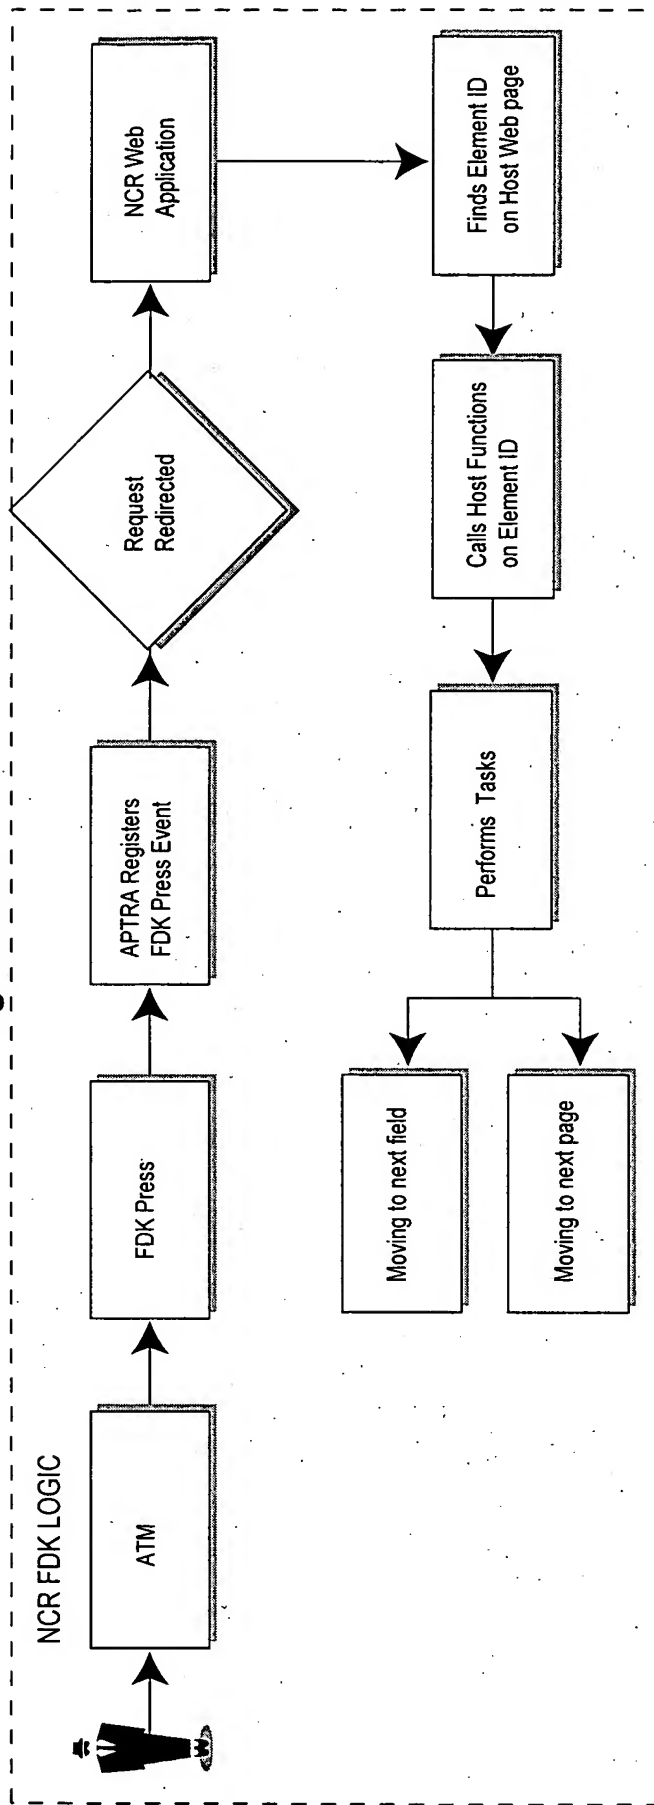 NCR FDK LOGIC
ATM
FDK Press
APTRA Registers
FDK Press Event
Request
Redirected
NCR Web
Application
Finds Element ID
on Host Web page
Calls Host Functions
on Element ID
Performs Tasks
Moving to next field
Moving to next page